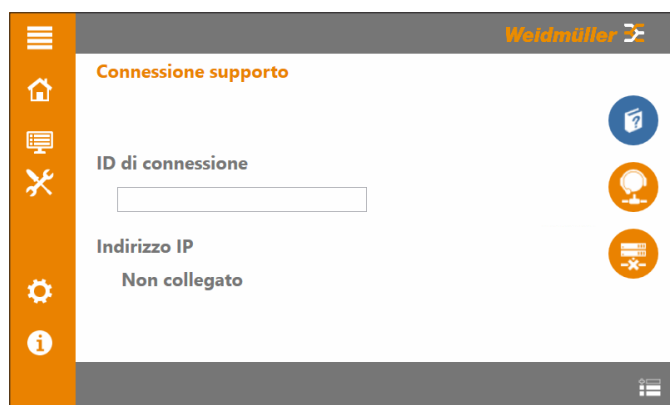 Weidmüller
Connessione supporto
ID di connessione
Indirizzo IP
Non collegato